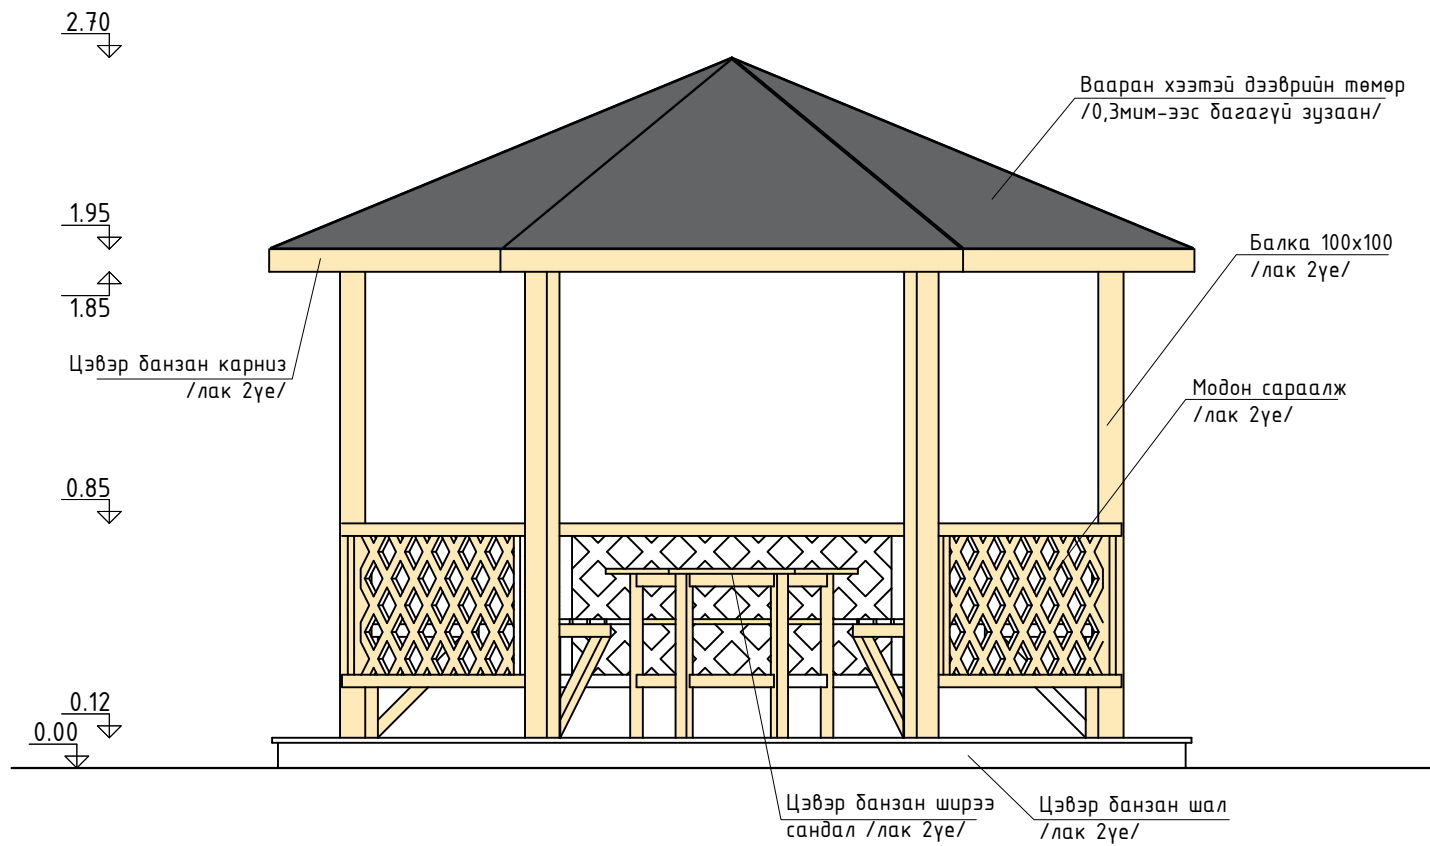 2.70
Вааран хээтэй дээврийн төмөр
/0,3мим-ээс багагүй зузаан/
1.95
Балка 100х100
/лак 2үе/
1.85
Цэвэр банзан карниз
/лак 2үе/
Модон сараалж
/лак 2үе/
0.85
0.12
0.00
Цэвэр банзан ширээ
сандал /лак 2үе/
Цэвэр банзан шал
/лак 2үе/